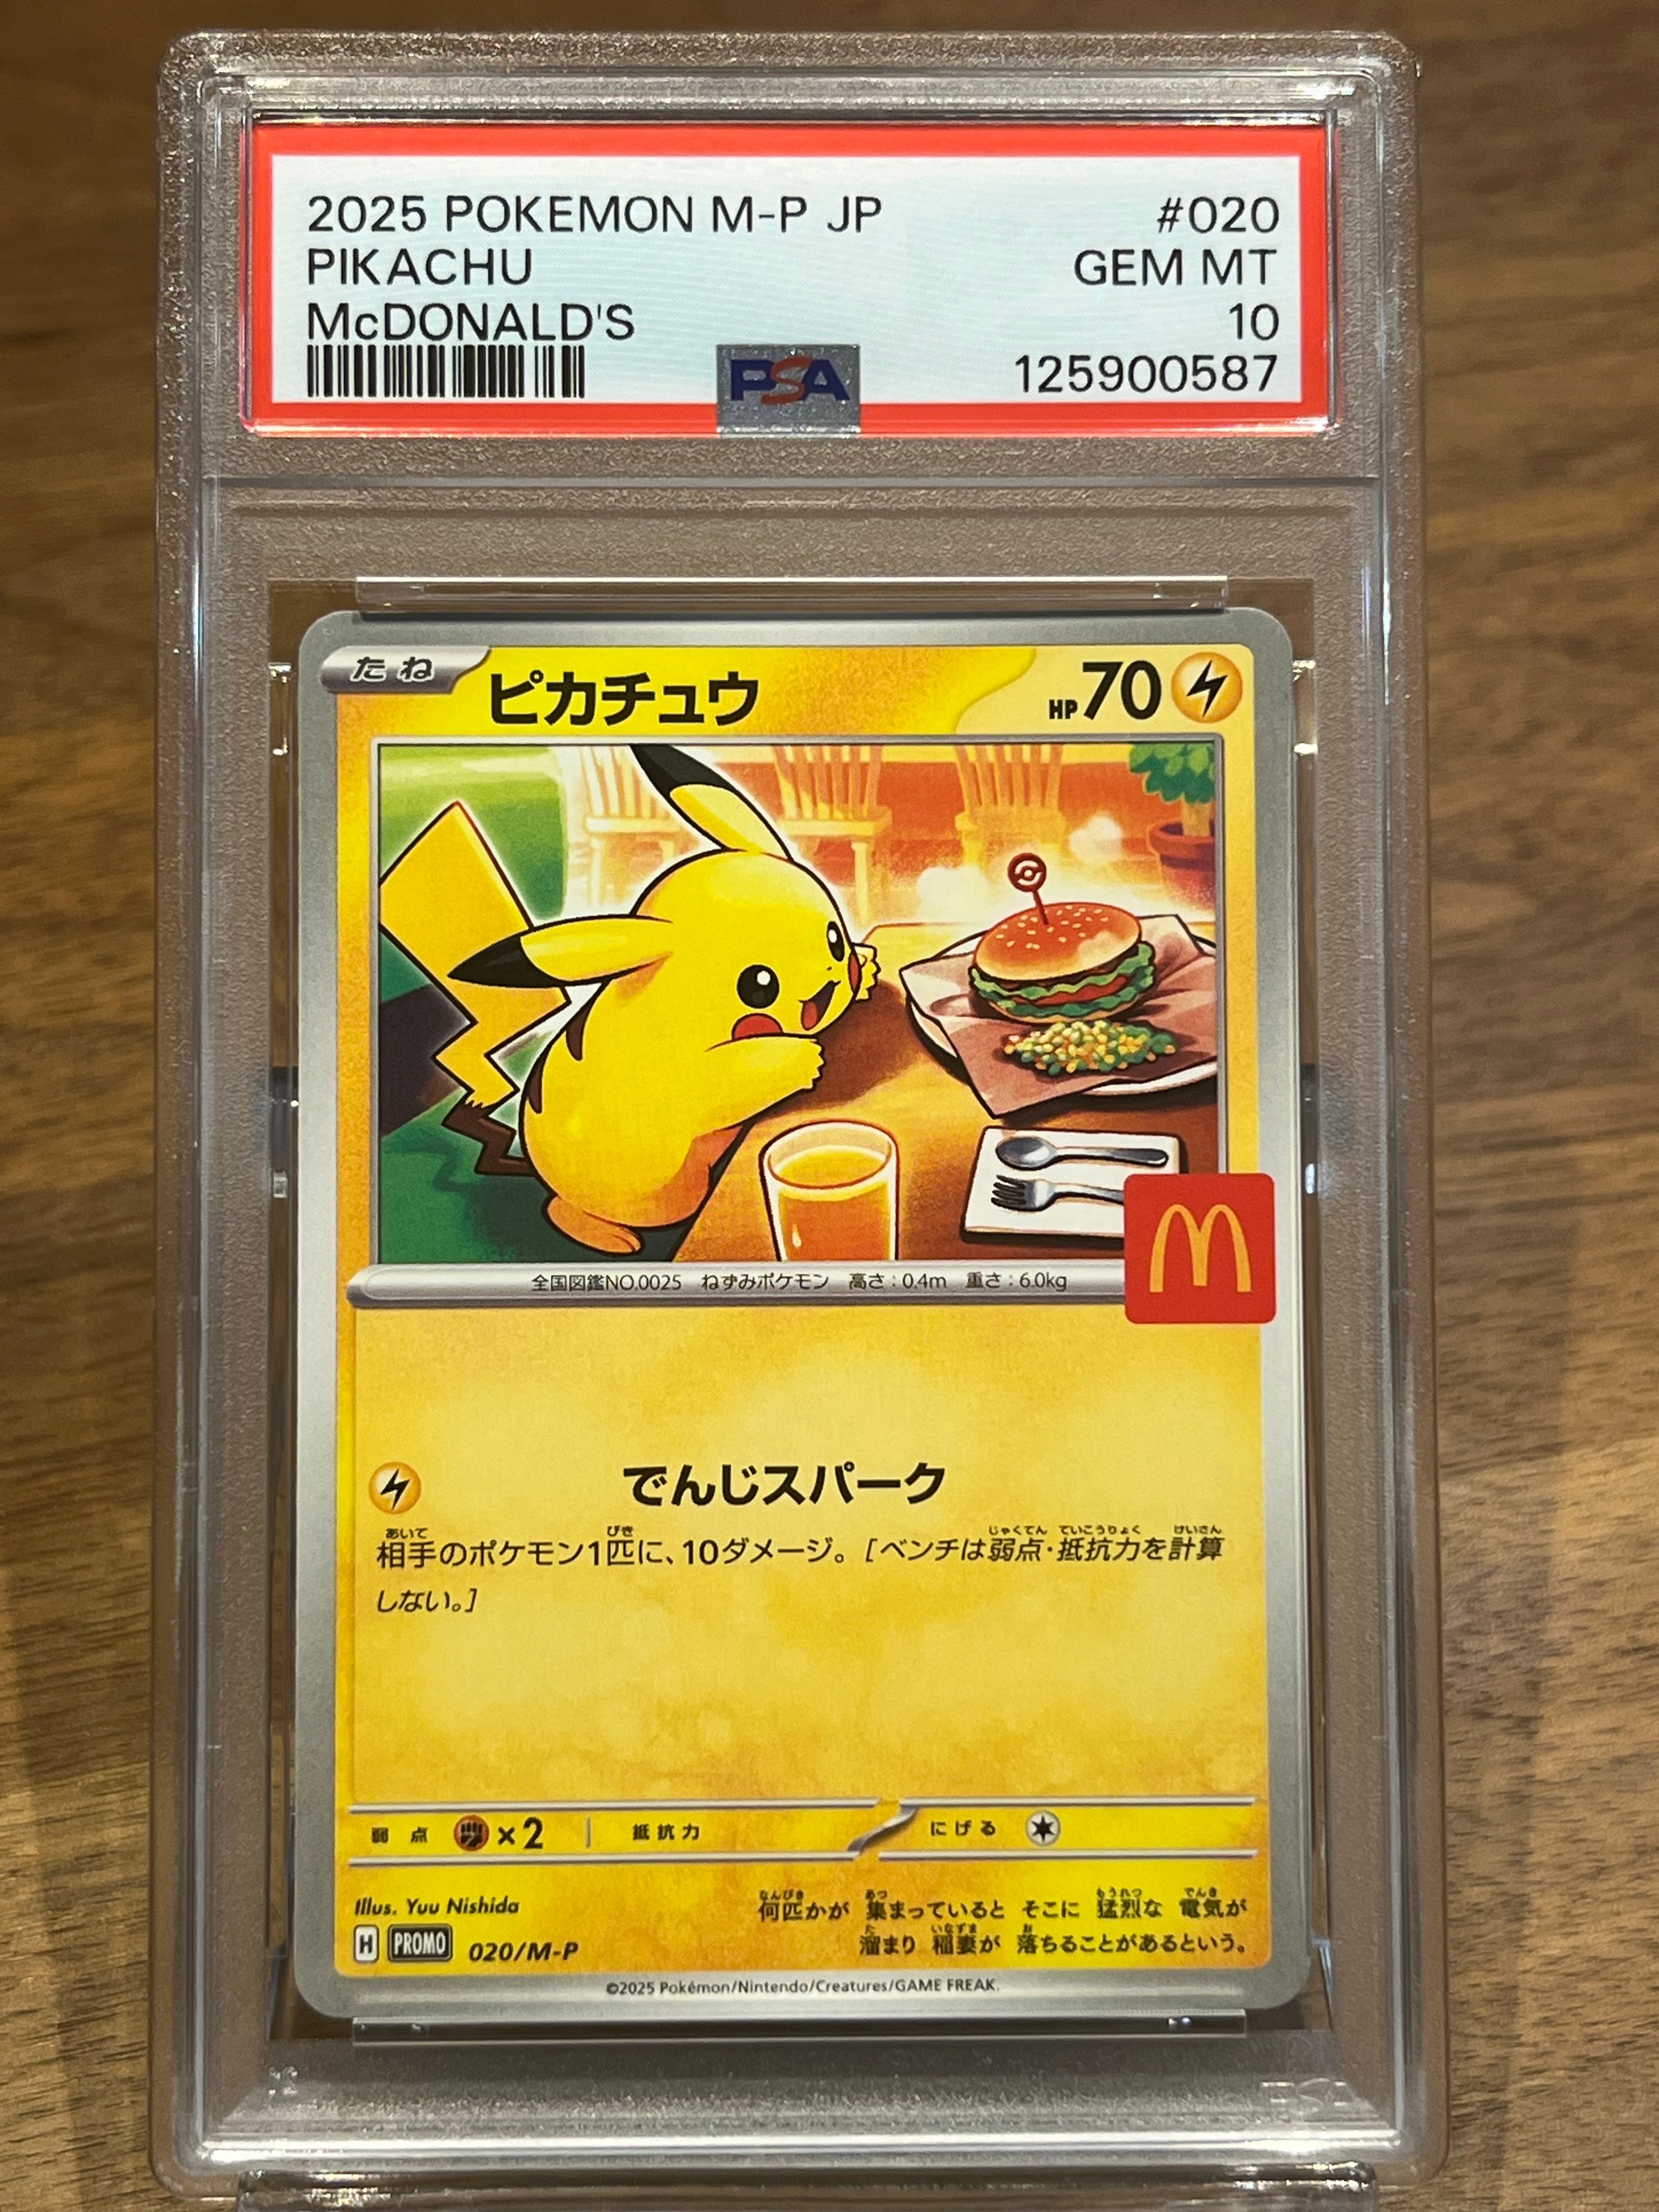 2025 POKEMON M-P JP #020
PIKACHU GEM MT
McDONALD'S 10
125900587
PSA
たね ピカチュウ HP70
全国図鑑NO.0025 ねずみポケモン 高さ:0.4m 重さ:6.0kg
でんじスパーク
相手のポケモン1匹に、10ダメージ。[ベンチは弱点・抵抗力を計算
しない。]
弱点 ×2 抵抗力 にげる
Illus. Yuu Nishida
何匹かが 集まっていると そこに 猛烈な 電気が
溜まり 稲妻が 落ちることがあるという。
H PROMO 020/M-P
©2025 Pokémon/Nintendo/Creatures/GAME FREAK.